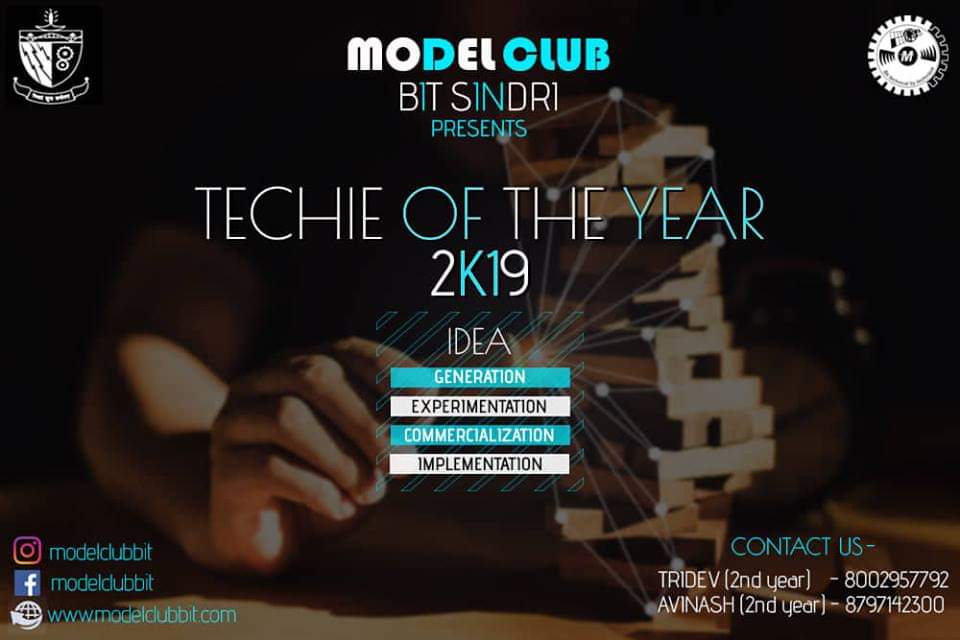 MODEL CLUB
BIT SINDRI
PRESENTS
TECHIE OF THE YEAR
2K19
IDEA
GENERATION
EXPERIMENTATION
COMMERCIALIZATION
IMPLEMENTATION
modelclubbit
modelclubbit
www.modelclubbit.com
CONTACT US-
TRIDEV (2nd year) - 8002957792
AVINASH (2nd year) - 8797142300
M